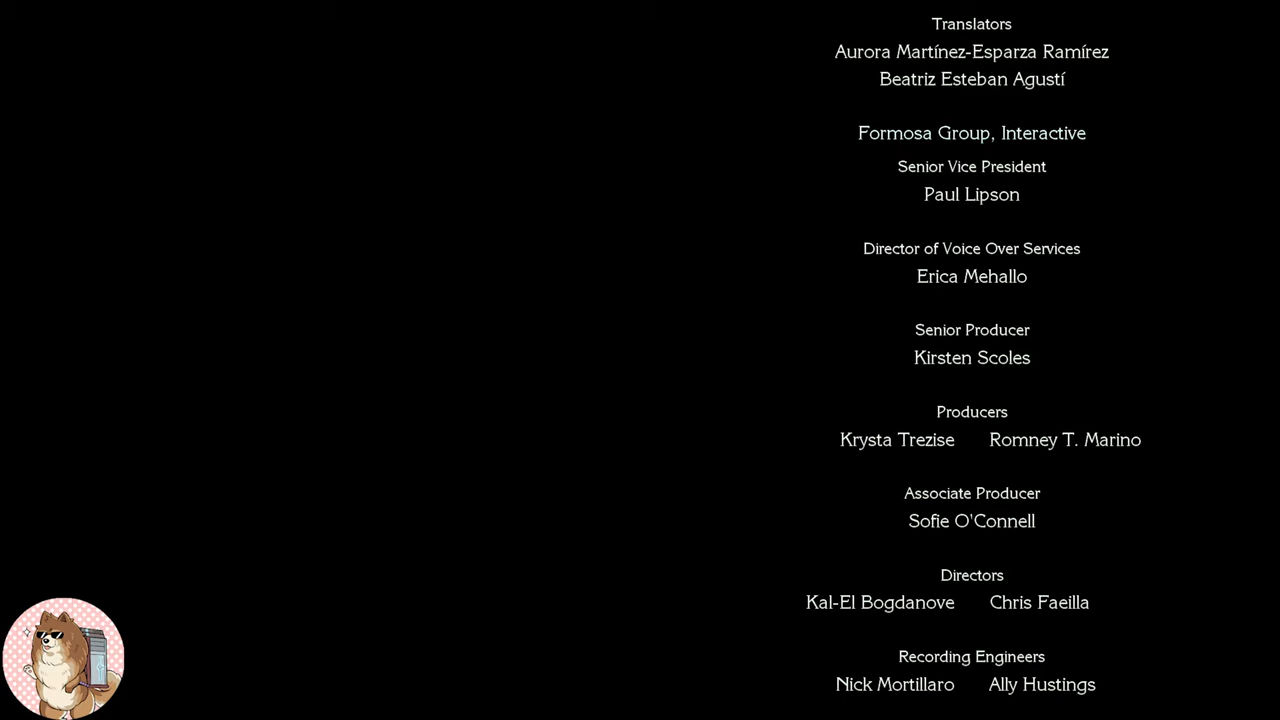 Translators
Aurora Martínez-Esparza Ramírez
Beatriz Esteban Agustí
Formosa Group, Interactive
Senior Vice President
Paul Lipson
Director of Voice Over Services
Erica Mehallo
Senior Producer
Kirsten Scoles
Producers
Krysta Trezise Romney T. Marino
Associate Producer
Sofie O'Connell
Directors
Kal-El Bogdanove Chris Faeilla
Recording Engineers
Nick Mortillaro Ally Hustings